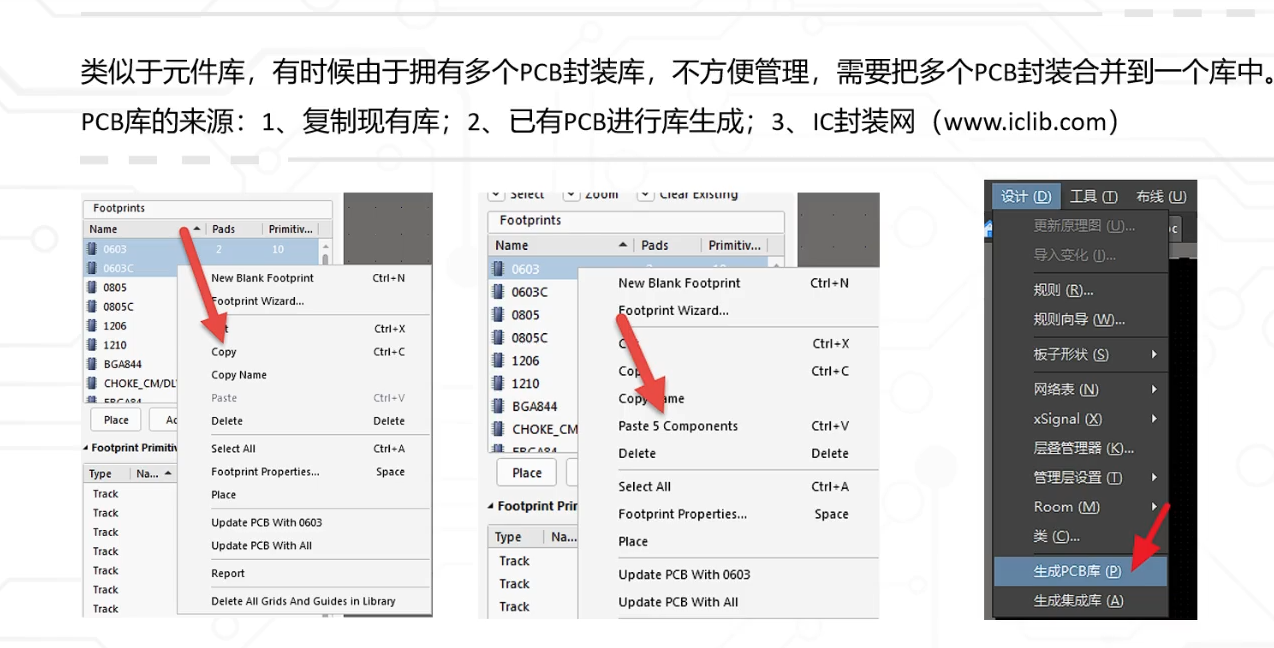 类似于元件库，有时候由于拥有多个PCB封装库，不方便管理，需要把多个PCB封装合并到一个库中。
PCB库的来源：1、复制现有库；2、已有PCB进行库生成；3、IC封装网（www.iclib.com）
Footprints
Name Pads Primitiv...
0603 2 10
0603C
0805
0805C
1206
1210
BGA844
CHOKE_CM/DL
Place
Footprint Primitiv
Type Na...
Track
Track
Track
Track
Track
Track
Track
New Blank Footprint Ctrl+N
Footprint Wizard...
Ctrl+X
Copy Ctrl+C
Copy Name
Paste Ctrl+V
Delete Delete
Select All Ctrl+A
Footprint Properties... Space
Place
Update PCB With 0603
Update PCB With All
Report
Delete All Grids And Guides in Library
Select Zoom Clear Existing
Footprints
Name Pads Primitiv...
0603
0603C
0805
0805C
1206
1210
BGA844
CHOKE_CM
Place
Footprint Prir
Type Na...
Track
Track
Track
New Blank Footprint Ctrl+N
Footprint Wizard...
Ctrl+X
Ctrl+C
Paste 5 Components Ctrl+V
Delete Delete
Select All Ctrl+A
Footprint Properties... Space
Place
Update PCB With 0603
Update PCB With All
设计 (D) 工具 (T) 布线 (U)
更新原理图 (U)...
导入变化 (I)...
规则 (R)...
规则向导 (W)...
板子形状 (S)
网络表 (N)
xSignal (X)
层叠管理器 (K)...
管理层设置 (T)
Room (M)
类 (C)...
生成PCB库 (P)
生成集成库 (A)